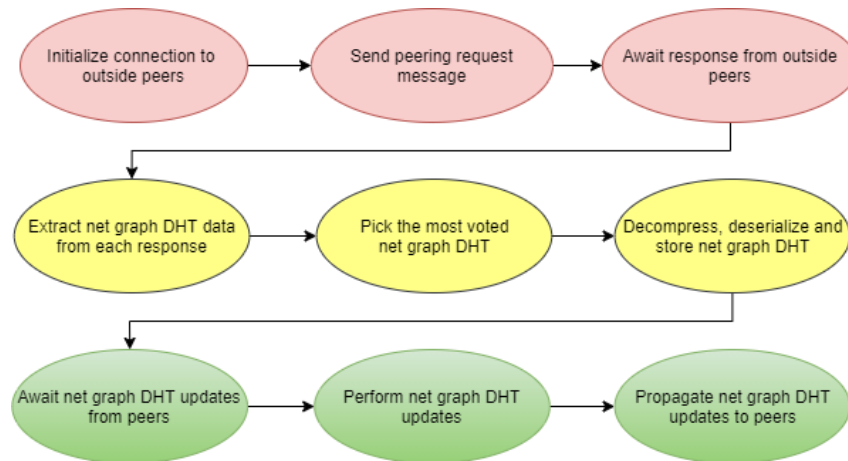 Initialize connection to
outside peers
Send peering request
message
Await response from outside
peers
Extract net graph DHT data
from each response
Pick the most voted
net graph DHT
Decompress, deserialize and
store net graph DHT
Await net graph DHT updates
from peers
Perform net graph DHT
updates
Propagate net graph DHT
updates to peers